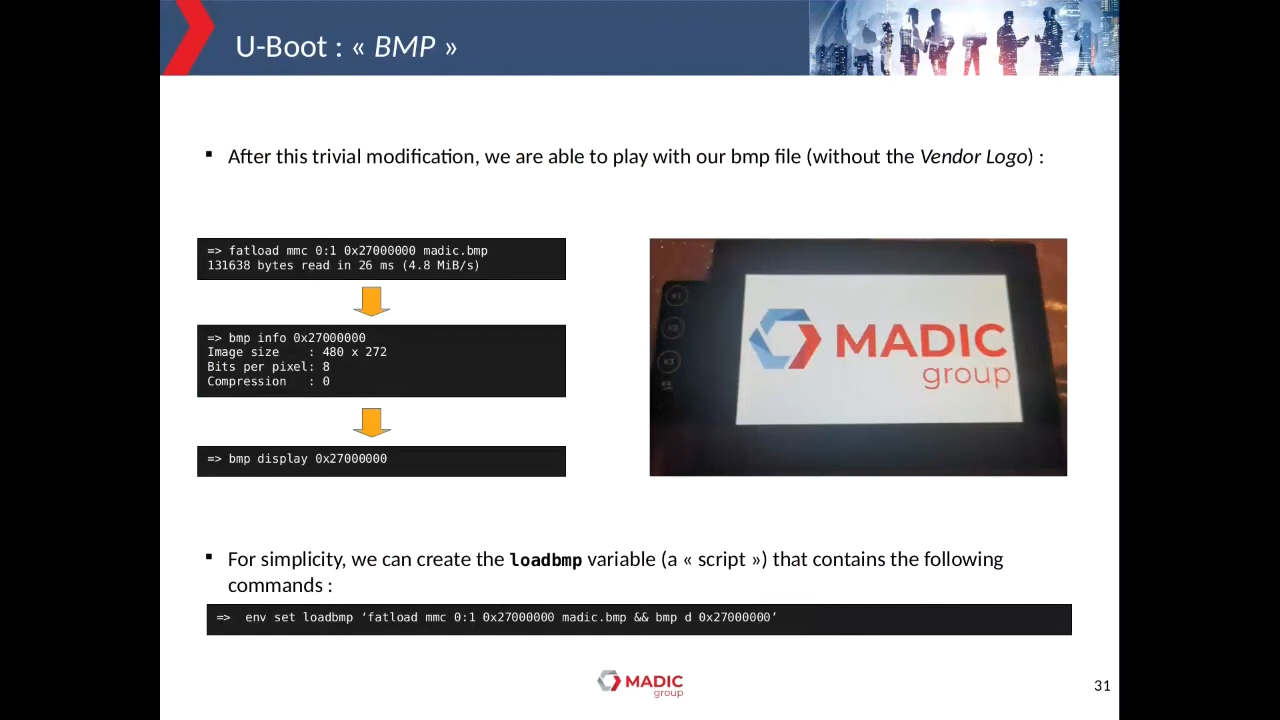 U-Boot : « BMP »
▪ After this trivial modification, we are able to play with our bmp file (without the Vendor Logo) :
=> fatload mmc 0:1 0x27000000 madic.bmp
131638 bytes read in 26 ms (4.8 MiB/s)
=> bmp info 0x27000000
Image size    : 480 x 272
Bits per pixel: 8
Compression   : 0
=> bmp display 0x27000000
MADIC
group
▪ For simplicity, we can create the loadbmp variable (a « script ») that contains the following
commands :
=>  env set loadbmp ‘fatload mmc 0:1 0x27000000 madic.bmp && bmp d 0x27000000’
MADIC
group
31